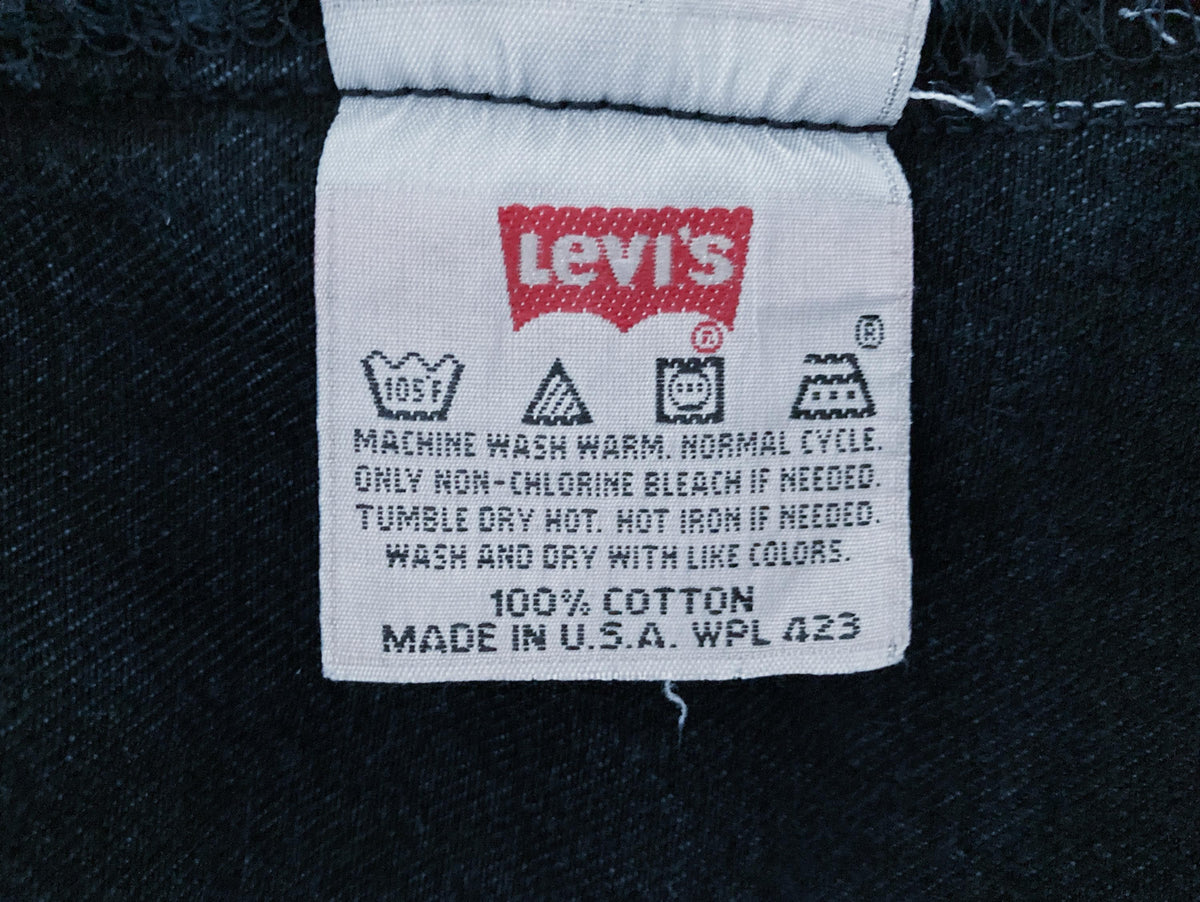 Levi's
®
®
105°F
MACHINE WASH WARM. NORMAL CYCLE.
ONLY NON-CHLORINE BLEACH IF NEEDED.
TUMBLE DRY HOT. HOT IRON IF NEEDED.
WASH AND DRY WITH LIKE COLORS.
100% COTTON
MADE IN U.S.A. WPL 423